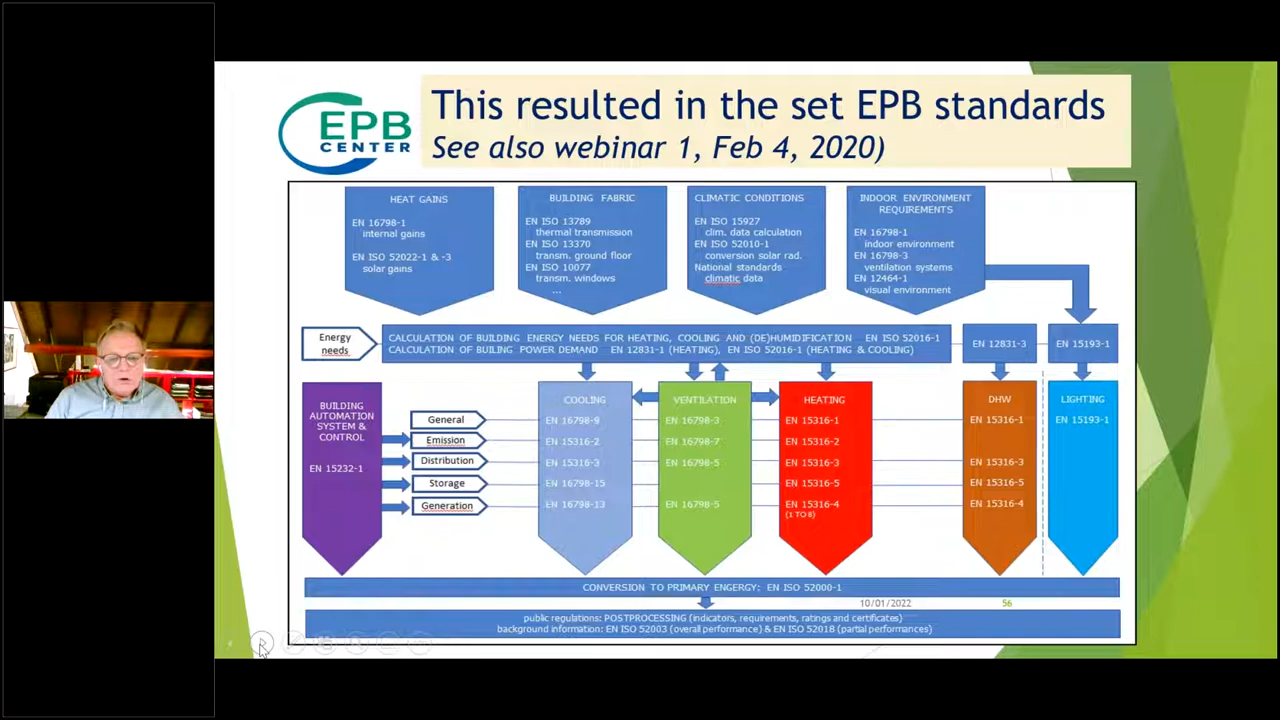 EPB
CENTER
This resulted in the set EPB standards
See also webinar 1, Feb 4, 2020)
HEAT GAINS
EN 16798-1
internal gains
EN ISO 52022-1 & -3
solar gains
BUILDING FABRIC
EN ISO 13789
thermal transmission
EN ISO 13370
transm. ground floor
EN ISO 10077
transm. windows
...
CLIMATIC CONDITIONS
EN ISO 15927
clim. data calculation
EN ISO 52010-1
conversion solar rad.
National standards
climatic data
INDOOR ENVIRONMENT
REQUIREMENTS
EN 16798-1
indoor environment
EN 16798-3
ventilation systems
EN 12464-1
visual environment
Energy
needs
CALCULATION OF BUILDING ENERGY NEEDS FOR HEATING, COOLING AND (DE)HUMIDIFICATION EN ISO 52016-1
CALCULATION OF BUILING POWER DEMAND EN 12831-1 (HEATING), EN ISO 52016-1 (HEATING & COOLING)
EN 12831-3
EN 15193-1
BUILDING
AUTOMATION
SYSTEM &
CONTROL
EN 15232-1
General
Emission
Distribution
Storage
Generation
COOLING
EN 16798-9
EN 15316-2
EN 15316-3
EN 16798-15
EN 16798-13
VENTILATION
EN 16798-3
EN 16798-7
EN 16798-5
EN 16798-5
HEATING
EN 15316-1
EN 15316-2
EN 15316-3
EN 15316-5
EN 15316-4
(1 TO 8)
DHW
EN 15316-1
EN 15316-3
EN 15316-5
EN 15316-4
LIGHTING
EN 15193-1
CONVERSION TO PRIMARY ENGERGY: EN ISO 52000-1
10/01/2022
56
public regulations: POSTPROCESSING (indicators, requirements, ratings and certificates)
background information: EN ISO 52003 (overall performance) & EN ISO 52018 (partial performances)